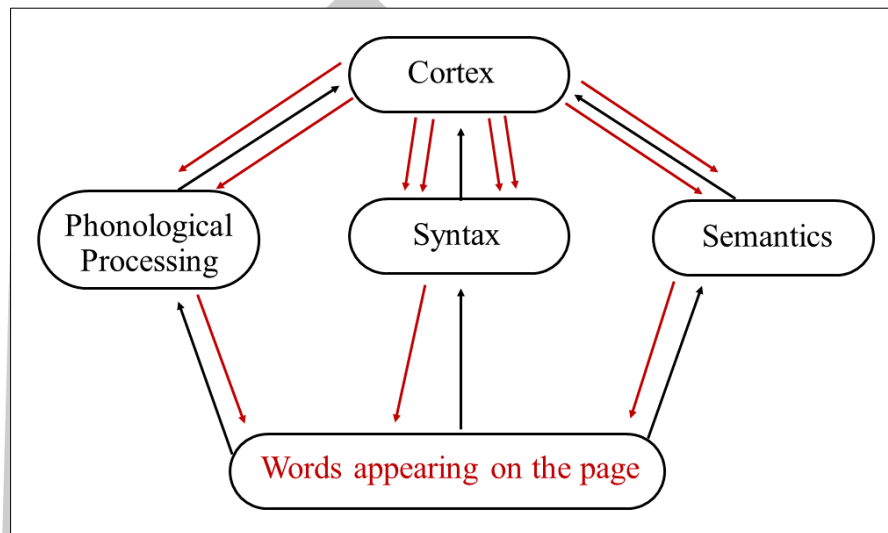 Cortex
Phonological
Processing
Syntax
Semantics
Words appearing on the page